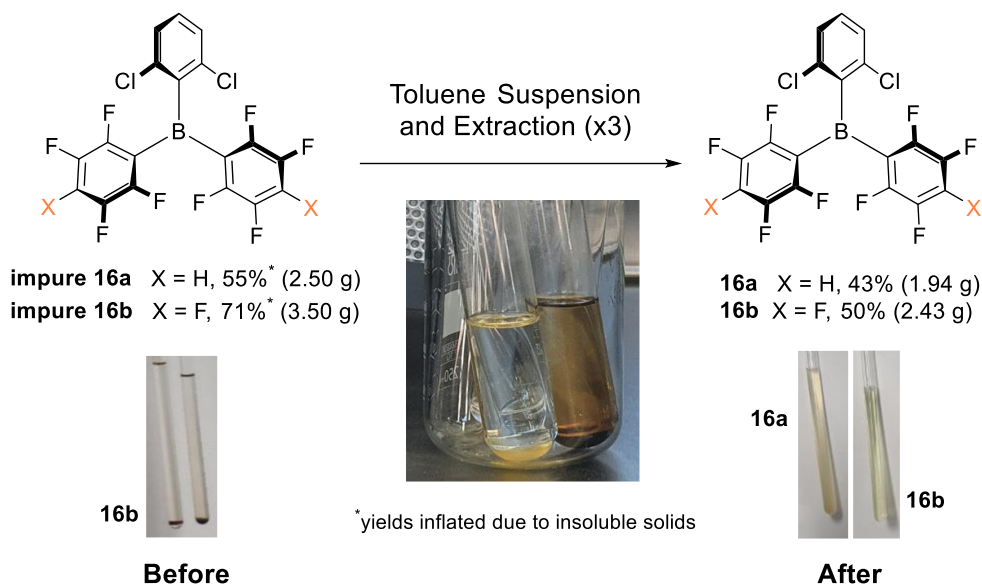 Cl
Cl
B
F
F
F
F
X
F
F
F
F
X
Toluene Suspension
and Extraction (x3)
Cl
Cl
B
F
F
F
F
X
F
F
F
F
X
impure 16a X = H, 55%* (2.50 g)
impure 16b X = F, 71%* (3.50 g)
16a X = H, 43% (1.94 g)
16b X = F, 50% (2.43 g)
16b
16a
16b
*yields inflated due to insoluble solids
Before
After